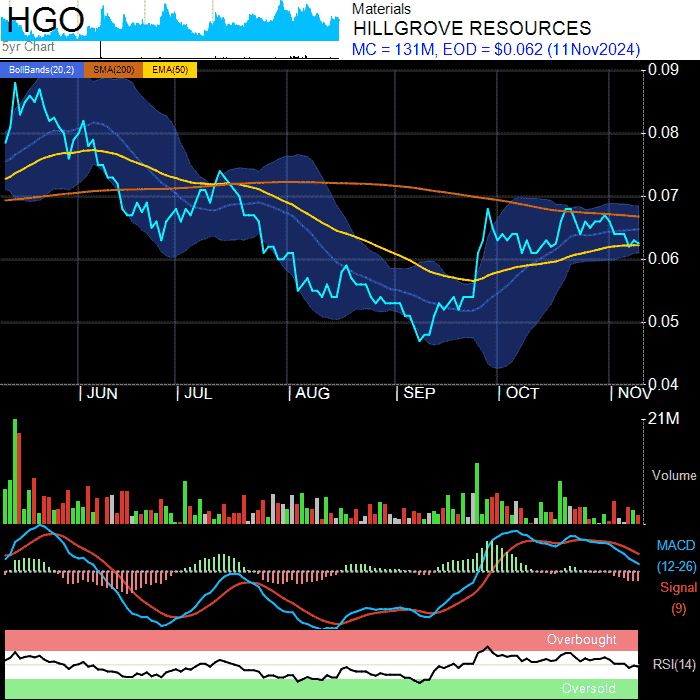 HGO
5yr Chart
Materials
HILLGROVE RESOURCES
MC = 131M, EOD = $0.062 (11Nov2024)
BollBands(20,2) SMA(200) EMA(50)
0.09
0.08
0.07
0.06
0.05
0.04
JUN JUL AUG SEP OCT NOV
21M
Volume
MACD
(12-26)
Signal
(9)
Overbought
RSI(14)
Oversold